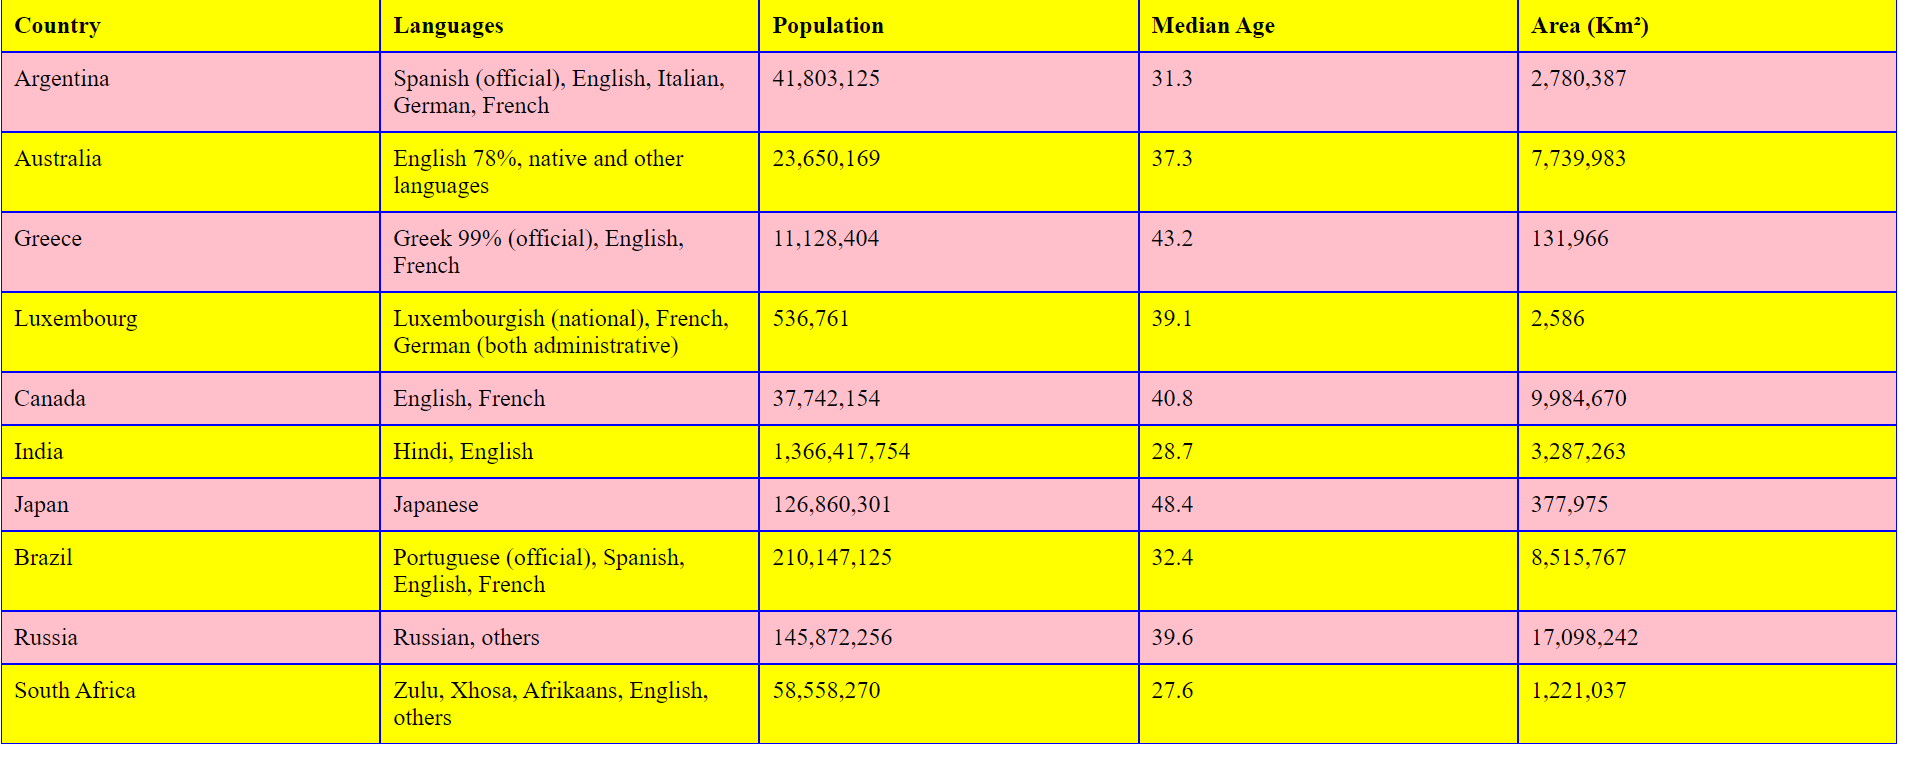 Country Languages Population Median Age Area (Km²)
Argentina Spanish (official), English, Italian, 41,803,125 31.3 2,780,387
German, French
Australia English 78%, native and other 23,650,169 37.3 7,739,983
languages
Greece Greek 99% (official), English, 11,128,404 43.2 131,966
French
Luxembourg Luxembourgish (national), French, 536,761 39.1 2,586
German (both administrative)
Canada English, French 37,742,154 40.8 9,984,670
India Hindi, English 1,366,417,754 28.7 3,287,263
Japan Japanese 126,860,301 48.4 377,975
Brazil Portuguese (official), Spanish, 210,147,125 32.4 8,515,767
English, French
Russia Russian, others 145,872,256 39.6 17,098,242
South Africa Zulu, Xhosa, Afrikaans, English, 58,558,270 27.6 1,221,037
others